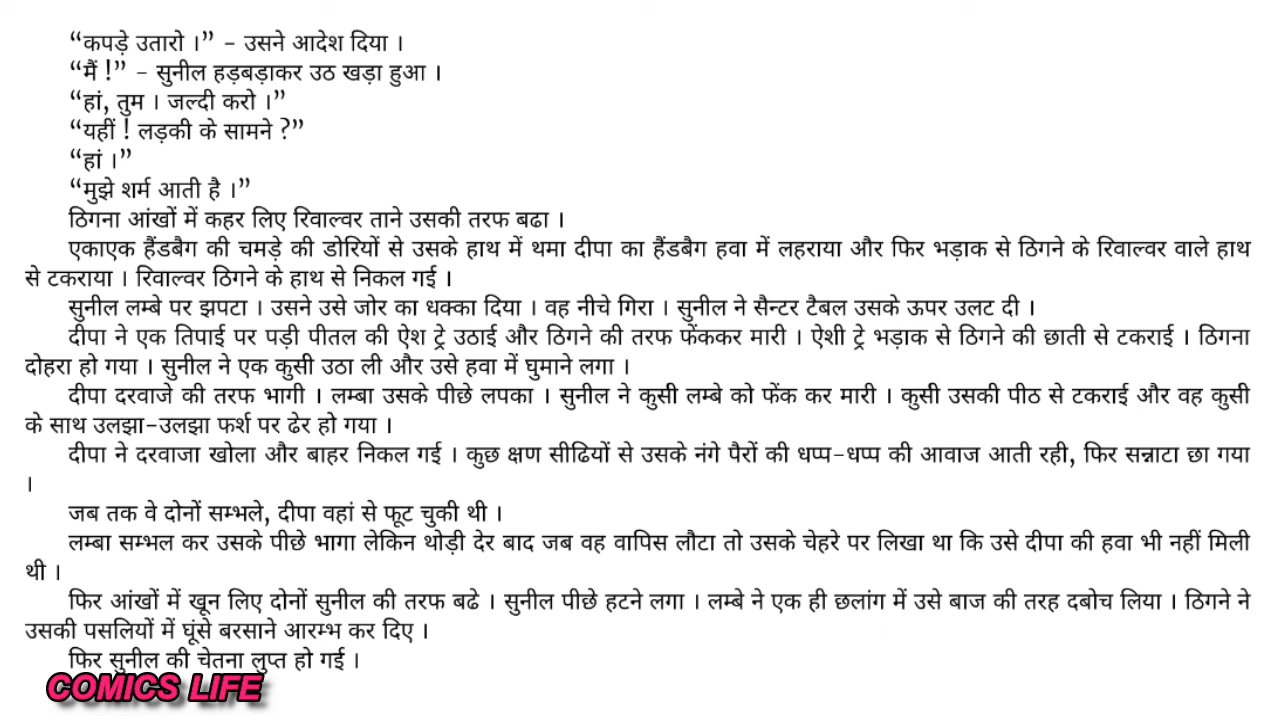 “कपड़े उतारो ।” - उसने आदेश दिया ।
“मैं !” - सुनील हड़बड़ाकर उठ खड़ा हुआ ।
“हां, तुम । जल्दी करो ।”
“यहीं ! लड़की के सामने ?”
“हां ।”
“मुझे शर्म आती है ।”
ठिगना आंखों में कहर लिए रिवाल्वर ताने उसकी तरफ बढा ।
एकाएक हैंडबैग की चमड़े की डोरियों से उसके हाथ में थमा दीपा का हैंडबैग हवा में लहराया और फिर भड़ाक से ठिगने के रिवाल्वर वाले हाथ
से टकराया । रिवाल्वर ठिगने के हाथ से निकल गई ।
सुनील लम्बे पर झपटा । उसने उसे जोर का धक्का दिया । वह नीचे गिरा । सुनील ने सैन्टर टैबल उसके ऊपर उलट दी ।
दीपा ने एक तिपाई पर पड़ी पीतल की ऐश ट्रे उठाई और ठिगने की तरफ फेंककर मारी । ऐशी ट्रे भड़ाक से ठिगने की छाती से टकराई । ठिगना
दोहरा हो गया । सुनील ने एक कुर्सी उठा ली और उसे हवा में घुमाने लगा ।
दीपा दरवाजे की तरफ भागी । लम्बा उसके पीछे लपका । सुनील ने कुर्सी लम्बे को फेंक कर मारी । कुर्सी उसकी पीठ से टकराई और वह कुर्सी
के साथ उलझा-उलझा फर्श पर ढेर हो गया ।
दीपा ने दरवाजा खोला और बाहर निकल गई । कुछ क्षण सीढियों से उसके नंगे पैरों की धप्प-धप्प की आवाज आती रही, फिर सन्नाटा छा गया
।
जब तक वे दोनों सम्भले, दीपा वहां से फूट चुकी थी ।
लम्बा सम्भल कर उसके पीछे भागा लेकिन थोड़ी देर बाद जब वह वापिस लौटा तो उसके चेहरे पर लिखा था कि उसे दीपा की हवा भी नहीं मिली
थी ।
फिर आंखों में खून लिए दोनों सुनील की तरफ बढे । सुनील पीछे हटने लगा । लम्बे ने एक ही छलांग में उसे बाज की तरह दबोच लिया । ठिगने ने
उसकी पसलियों में घूंसे बरसाने आरम्भ कर दिए ।
फिर सुनील की चेतना लुप्त हो गई ।
COMICS LIFE